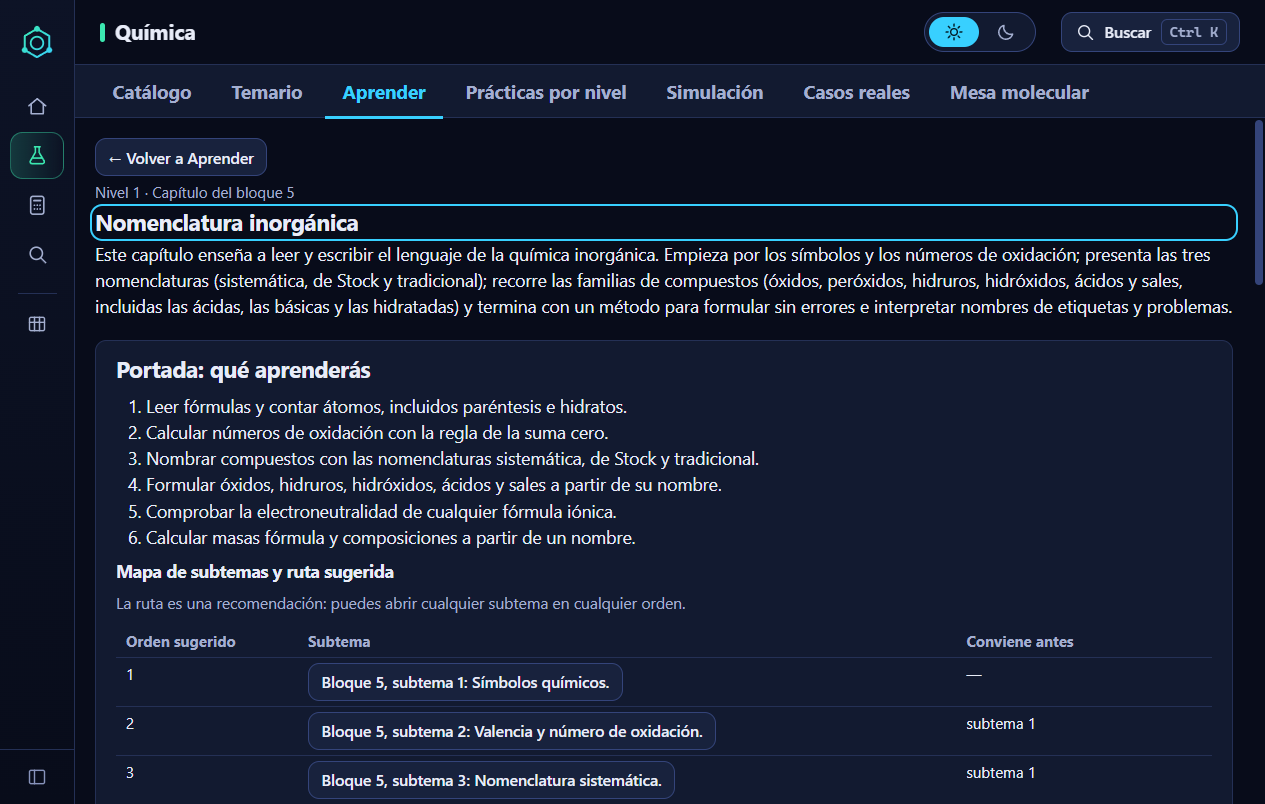 Química
Buscar Ctrl K
Catálogo Temario Aprender Prácticas por nivel Simulación Casos reales Mesa molecular
← Volver a Aprender
Nivel 1 · Capítulo del bloque 5
Nomenclatura inorgánica
Este capítulo enseña a leer y escribir el lenguaje de la química inorgánica. Empieza por los símbolos y los números de oxidación; presenta las tres
nomenclaturas (sistemática, de Stock y tradicional); recorre las familias de compuestos (óxidos, peróxidos, hidruros, hidróxidos, ácidos y sales,
incluidas las ácidas, las básicas y las hidratadas) y termina con un método para formular sin errores e interpretar nombres de etiquetas y problemas.
Portada: qué aprenderás
1. Leer fórmulas y contar átomos, incluidos paréntesis e hidratos.
2. Calcular números de oxidación con la regla de la suma cero.
3. Nombrar compuestos con las nomenclaturas sistemática, de Stock y tradicional.
4. Formular óxidos, hidruros, hidróxidos, ácidos y sales a partir de su nombre.
5. Comprobar la electroneutralidad de cualquier fórmula iónica.
6. Calcular masas fórmula y composiciones a partir de un nombre.
Mapa de subtemas y ruta sugerida
La ruta es una recomendación: puedes abrir cualquier subtema en cualquier orden.
Orden sugerido Subtema Conviene antes
1 Bloque 5, subtema 1: Símbolos químicos. —
2 Bloque 5, subtema 2: Valencia y número de oxidación. subtema 1
3 Bloque 5, subtema 3: Nomenclatura sistemática. subtema 1